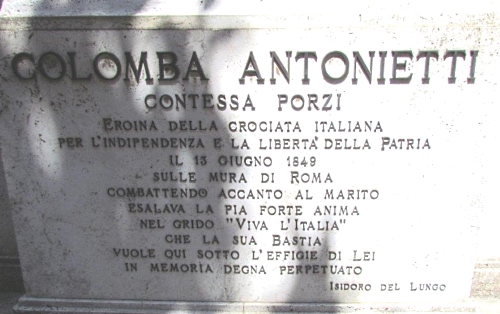 COLOMBA ANTONIETTI
CONTESSA PORZI
EROINA DELLA CROCIATA ITALIANA
PER L'INDIPENDENZA E LA LIBERTA' DELLA PATRIA
IL 13 GIUGNO 1849
SULLE MURA DI ROMA
COMBATTENDO ACCANTO AL MARITO
ESALAVA LA PIA FORTE ANIMA
NEL GRIDO "VIVA L'ITALIA"
CHE LA SUA BASTIA
VUOLE QUI SOTTO L'EFFIGIE DI LEI
IN MEMORIA DEGNA PERPETUATO
ISIDORO DEL LUNGO